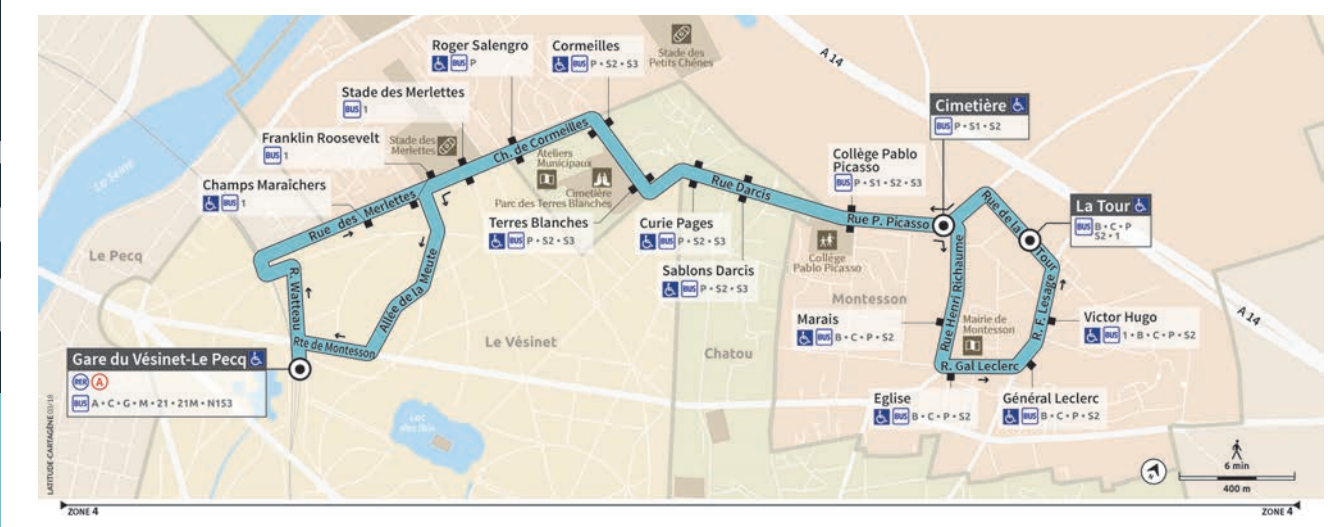 Roger Salengro
BUS P
Cormeilles
BUS P • S2 • S3
Stade des
Petits Chênes
A 14
Stade des Merlettes
BUS 1
Cimetière
BUS P • S1 • S2
La Seine
Franklin Roosevelt
BUS 1
Stade des
Merlettes
Ch. de Cormeilles
Ateliers
Municipaux
Cimetière
Parc des Terres Blanches
Collège Pablo
Picasso
BUS P • S1 • S2 • S3
Champs Maraîchers
BUS 1
Rue des Merlettes
Rue Darcis
Rue P. Picasso
Rue de la Tour
La Tour
BUS B • C • P
S2 • 1
Terres Blanches
BUS P • S2 • S3
Curie Pages
BUS P • S2 • S3
Sablons Darcis
BUS P • S2 • S3
Collège
Pablo Picasso
Le Pecq
R. Watteau
Allée de la Meute
Rte de Montesson
Montesson
Rue Henri Richaume
R. F. Lesage
A 14
Marais
BUS B • C • P • S2
Mairie de
Montesson
Victor Hugo
BUS 1 • B • C • P • S2
Le Vésinet
Chatou
Gare du Vésinet-Le Pecq
RER A
BUS A • C • G • M • 21 • 21M • N153
R. Gal Leclerc
Eglise
BUS B • C • P • S2
Général Leclerc
BUS B • C • P • S2
Lac
des Ibis
LATITUDE-CARTAGÈNE 03/18
6 min
400 m
ZONE 4
ZONE 4